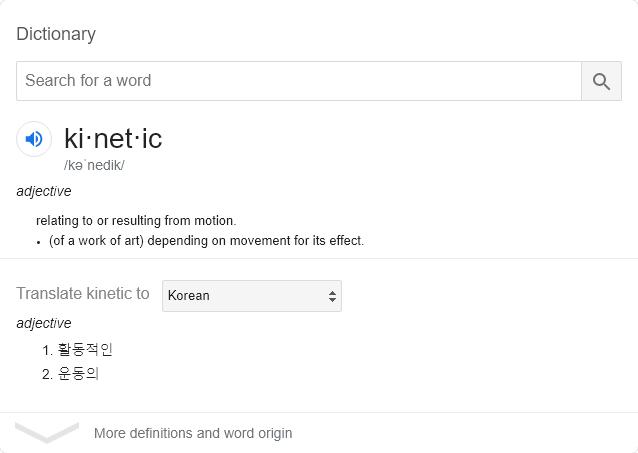 Dictionary
Search for a word
ki·net·ic
/kəˈnedik/
adjective
relating to or resulting from motion.
• (of a work of art) depending on movement for its effect.
Translate kinetic to Korean
adjective
1. 활동적인
2. 운동의
More definitions and word origin